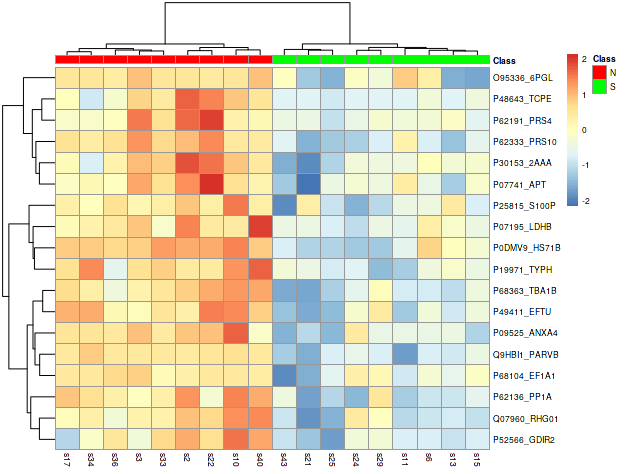 Class
O95336_6PGL
P48643_TCPE
P62191_PRS4
P62333_PRS10
P30153_2AAA
P07741_APT
P25815_S100P
P07195_LDHB
P0DMV9_HS71B
P19971_TYPH
P68363_TBA1B
P49411_EFTU
P09525_ANXA4
Q9HBI1_PARVB
P68104_EF1A1
P62136_PP1A
Q07960_RHG01
P52566_GDIR2
s17 s34 s36 s3 s33 s2 s22 s10 s40 s43 s21 s25 s24 s29 s11 s6 s13 s15
2
1
0
-1
-2
Class
N
S